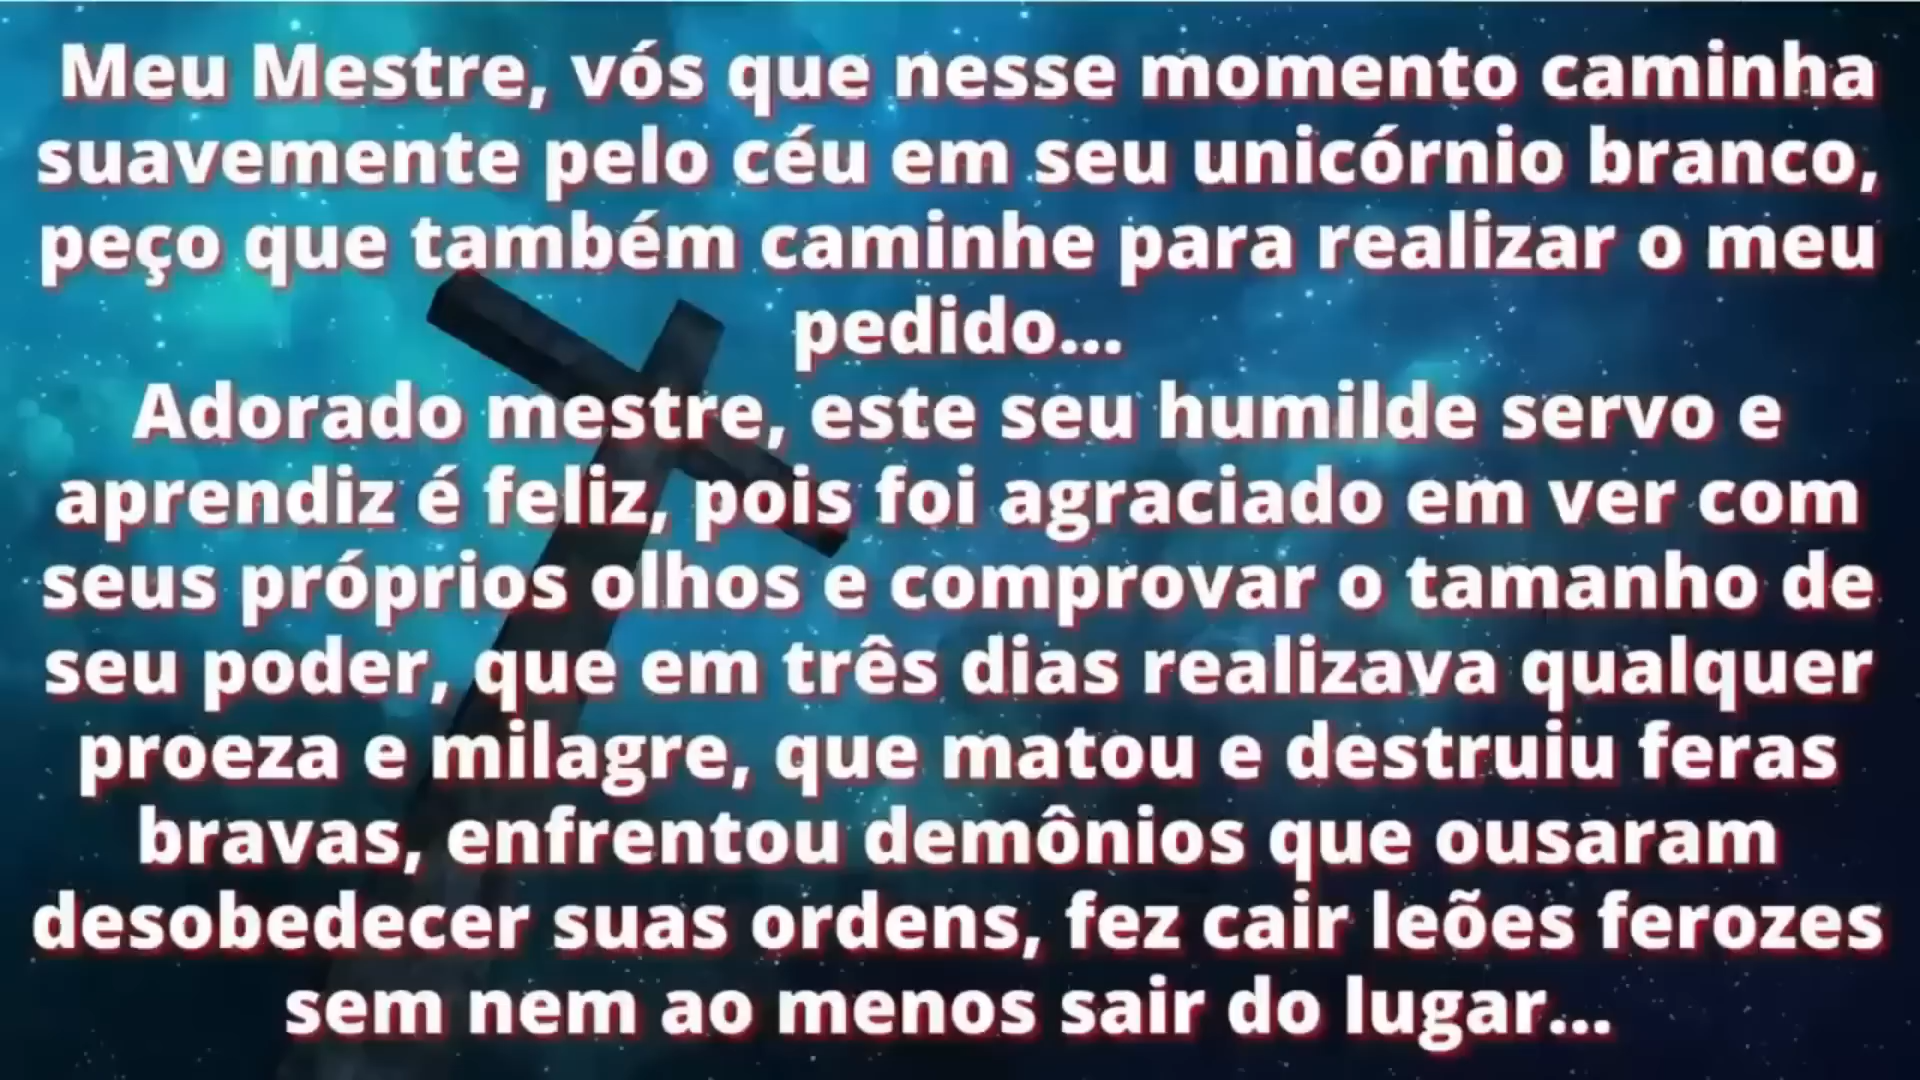 Meu Mestre, vós que nesse momento caminha
suavemente pelo céu em seu unicórnio branco,
peço que também caminhe para realizar o meu
pedido...
Adorado mestre, este seu humilde servo e
aprendiz é feliz, pois foi agraciado em ver com
seus próprios olhos e comprovar o tamanho de
seu poder, que em três dias realizava qualquer
proeza e milagre, que matou e destruiu feras
bravas, enfrentou demônios que ousaram
desobedecer suas ordens, fez cair leões ferozes
sem nem ao menos sair do lugar...